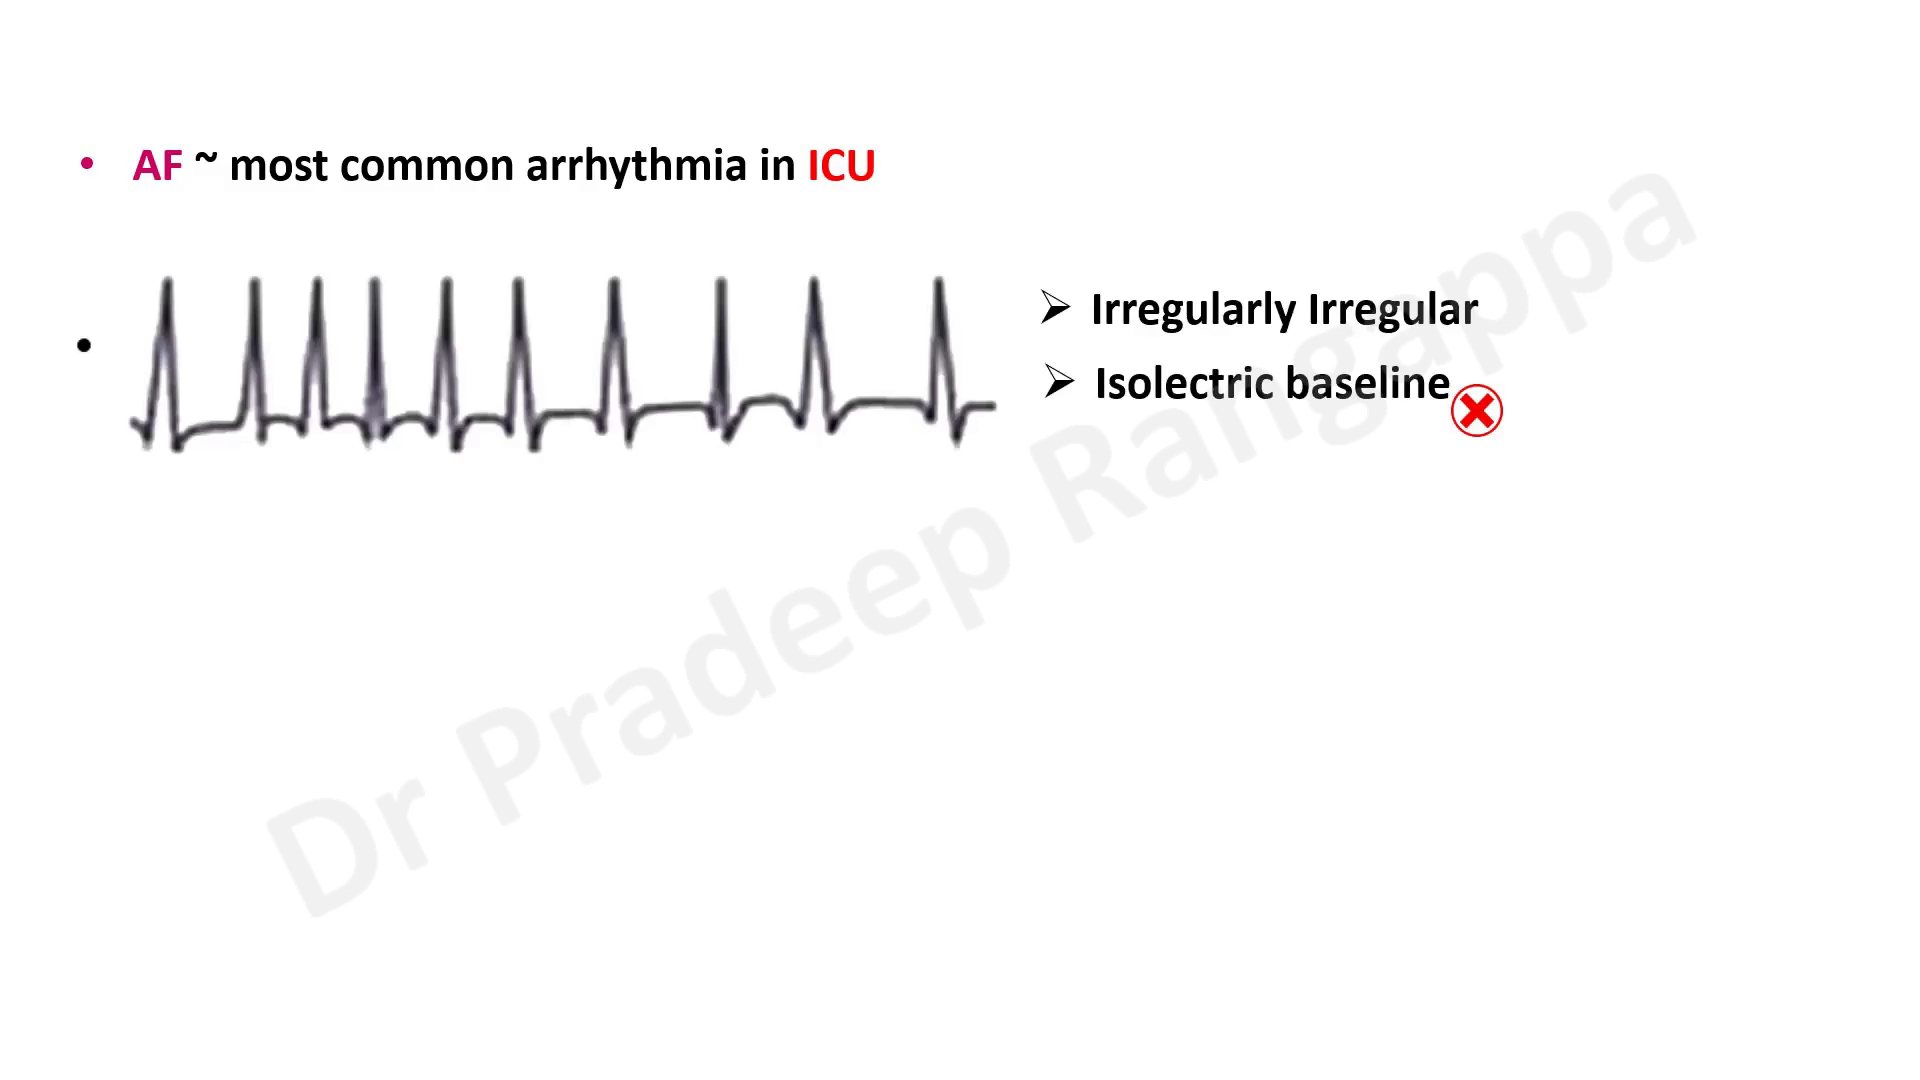 • AF ~ most common arrhythmia in ICU
•
➢ Irregularly Irregular
➢ Isolectric baseline
Dr Pradeep Rangappa